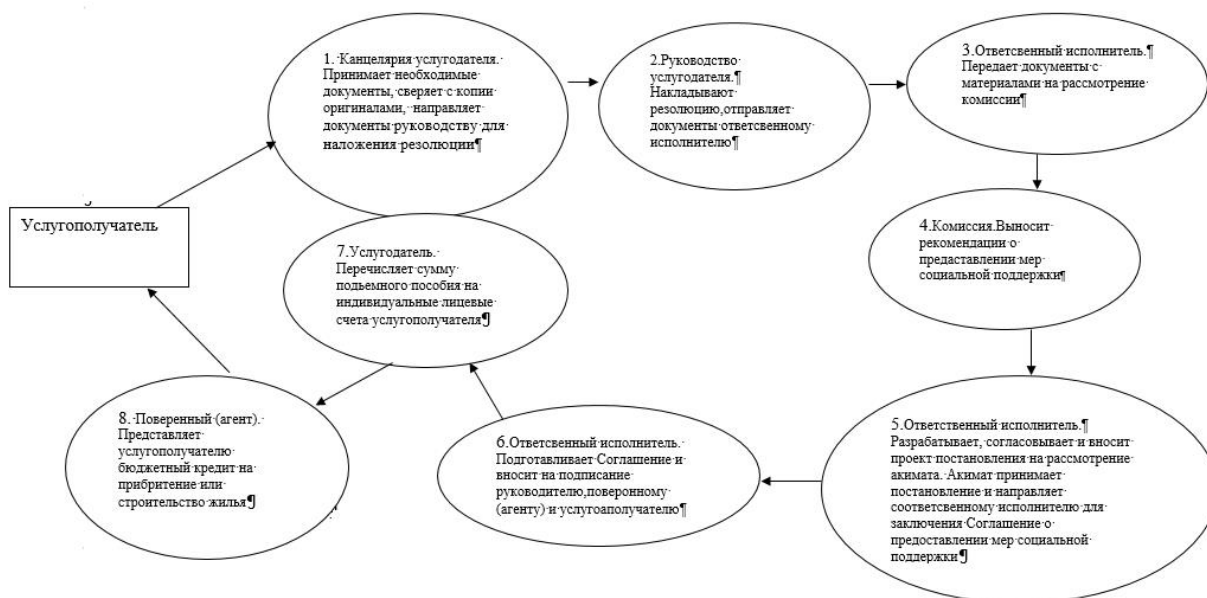 Услугополучатель
1. Канцелярия услугодателя.
Принимает необходимые
документы, сверяет с копии
оригиналами, направляет
документы руководству для
наложения резолюции¶
2.Руководство
услугодателя.¶
Накладывают
резолюцию,отправляет
документы ответсвенному
исполнителю¶
3.Ответсвенный исполнитель.¶
Передает документы с
материалами на рассмотрение
комиссии¶
4.Комиссия.Выносит
рекомендации о
предаставлении мер
социальной поддержки¶
5.Ответственный исполнитель.¶
Разрабатывает, согласовывает и вносит
проект постановления на рассмотрение
акимата. Акимат принимает
постановление и направляет
соответсвенному исполнителю для
заключения Соглашение о
предоставлении мер социальной
поддержки¶
6.Ответсвенный исполнитель.
Подготавливает Соглашение и
вносит на подписание
руководителю,поверонному
(агенту) и услугоаполучателю¶
7.Услугодатель.
Перечисляет сумму
подьемного пособия на
индивидуальные лицевые
счета услугополучателя¶
8. Поверенный (агент).
Представляет
услугополучателю
бюджетный кредит на
прибритение или
строительство жилья¶